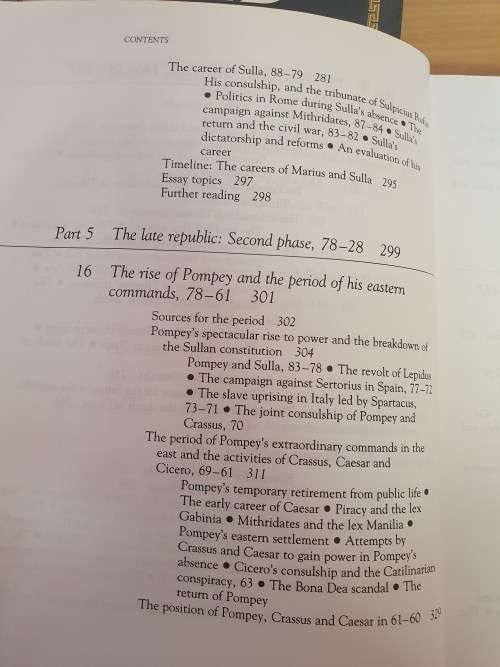 CONTENTS
The career of Sulla, 88–79 281
His consulship, and the tribunate of Sulpicius Rufus
• Politics in Rome during Sulla's absence • The
campaign against Mithridates, 87–84 • Sulla's
return and the civil war, 83–82 • Sulla's
dictatorship and reforms • An evaluation of his
career
Timeline: The careers of Marius and Sulla 295
Essay topics 297
Further reading 298
Part 5 The late republic: Second phase, 78–28 299
16 The rise of Pompey and the period of his eastern
commands, 78–61 301
Sources for the period 302
Pompey's spectacular rise to power and the breakdown of
the Sullan constitution 304
Pompey and Sulla, 83–78 • The revolt of Lepidus
• The campaign against Sertorius in Spain, 77–72
• The slave uprising in Italy led by Spartacus,
73–71 • The joint consulship of Pompey and
Crassus, 70
The period of Pompey's extraordinary commands in the
east and the activities of Crassus, Caesar and
Cicero, 69–61 311
Pompey's temporary retirement from public life •
The early career of Caesar • Piracy and the lex
Gabinia • Mithridates and the lex Manilia •
Pompey's eastern settlement • Attempts by
Crassus and Caesar to gain power in Pompey's
absence • Cicero's consulship and the Catilinarian
conspiracy, 63 • The Bona Dea scandal • The
return of Pompey
The position of Pompey, Crassus and Caesar in 61–60 329